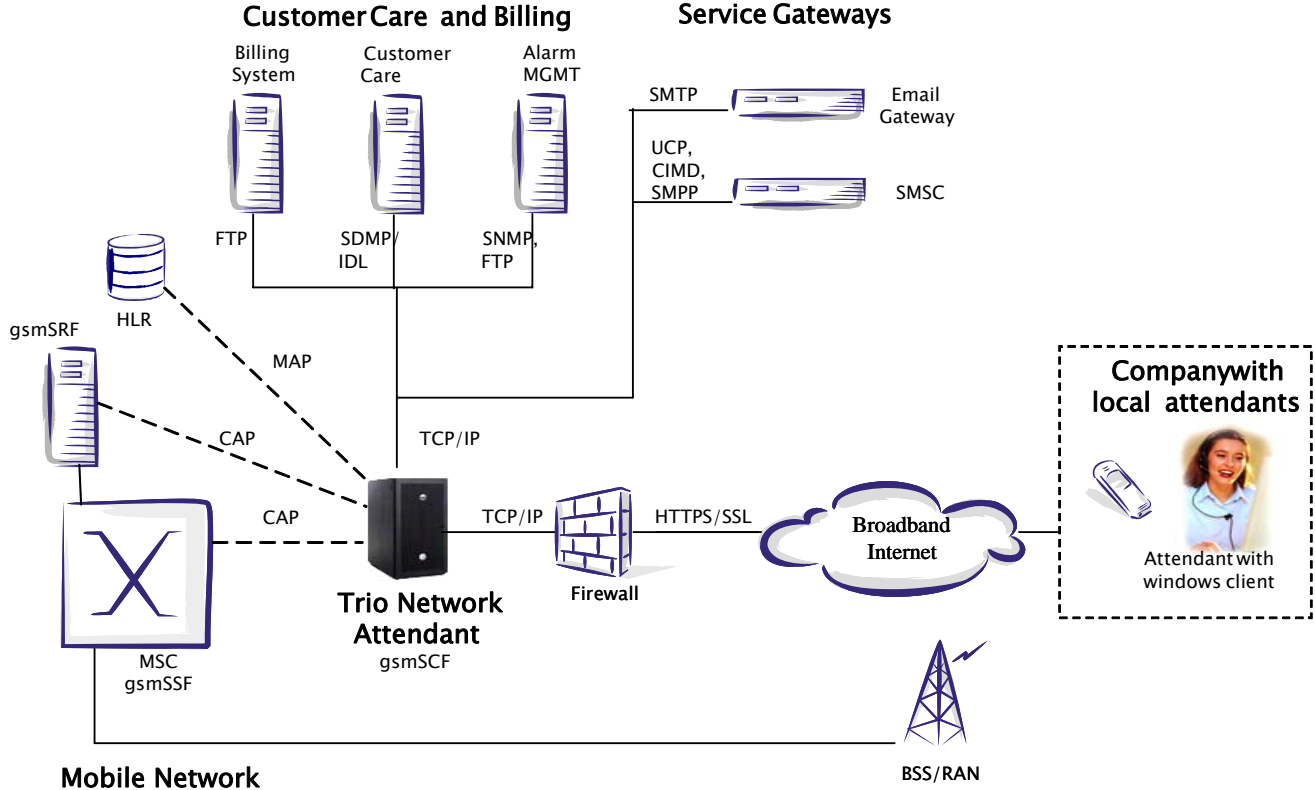 Customer Care and Billing
Service Gateways
Billing
System
Customer
Care
Alarm
MGMT
SMTP
Email
Gateway
UCP,
CIMD,
SMPP
SMSC
FTP
SDMP/
IDL
SNMP,
FTP
HLR
gsmSRF
MAP
CAP
TCP/IP
Companywith
local attendants
CAP
TCP/IP
HTTPS/SSL
Broadband
Internet
Attendant with
windows client
Firewall
Trio Network
Attendant
gsmSCF
MSC
gsmSSF
BSS/RAN
Mobile Network